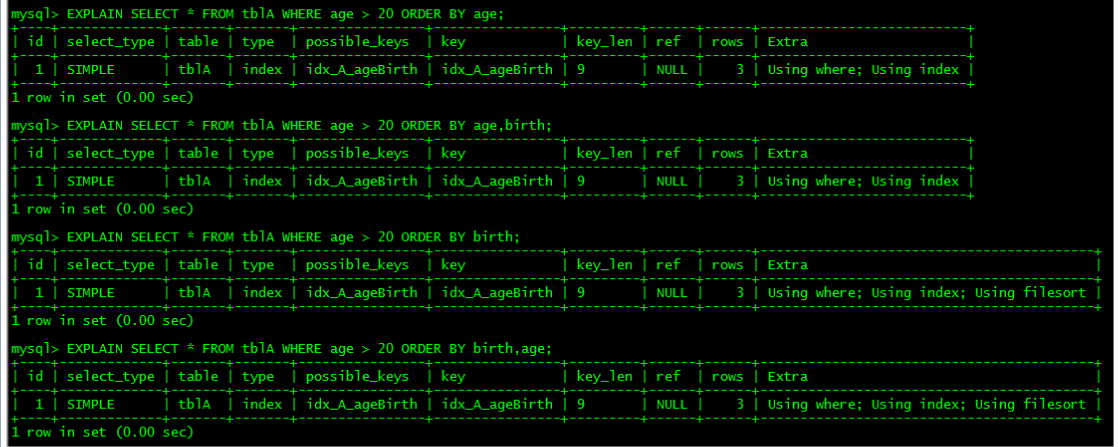 mysql> EXPLAIN SELECT * FROM tblA WHERE age > 20 ORDER BY age;
+----+-------------+-------+-------+----------------+----------------+---------+------+------+--------------------------+
| id | select_type | table | type  | possible_keys  | key            | key_len | ref  | rows | Extra                    |
+----+-------------+-------+-------+----------------+----------------+---------+------+------+--------------------------+
|  1 | SIMPLE      | tblA  | index | idx_A_ageBirth | idx_A_ageBirth | 9       | NULL |    3 | Using where; Using index |
+----+-------------+-------+-------+----------------+----------------+---------+------+------+--------------------------+
1 row in set (0.00 sec)
mysql> EXPLAIN SELECT * FROM tblA WHERE age > 20 ORDER BY age,birth;
+----+-------------+-------+-------+----------------+----------------+---------+------+------+--------------------------+
| id | select_type | table | type  | possible_keys  | key            | key_len | ref  | rows | Extra                    |
+----+-------------+-------+-------+----------------+----------------+---------+------+------+--------------------------+
|  1 | SIMPLE      | tblA  | index | idx_A_ageBirth | idx_A_ageBirth | 9       | NULL |    3 | Using where; Using index |
+----+-------------+-------+-------+----------------+----------------+---------+------+------+--------------------------+
1 row in set (0.00 sec)
mysql> EXPLAIN SELECT * FROM tblA WHERE age > 20 ORDER BY birth;
+----+-------------+-------+-------+----------------+----------------+---------+------+------+------------------------------------------+
| id | select_type | table | type  | possible_keys  | key            | key_len | ref  | rows | Extra                                    |
+----+-------------+-------+-------+----------------+----------------+---------+------+------+------------------------------------------+
|  1 | SIMPLE      | tblA  | index | idx_A_ageBirth | idx_A_ageBirth | 9       | NULL |    3 | Using where; Using index; Using filesort |
+----+-------------+-------+-------+----------------+----------------+---------+------+------+------------------------------------------+
1 row in set (0.00 sec)
mysql> EXPLAIN SELECT * FROM tblA WHERE age > 20 ORDER BY birth,age;
+----+-------------+-------+-------+----------------+----------------+---------+------+------+------------------------------------------+
| id | select_type | table | type  | possible_keys  | key            | key_len | ref  | rows | Extra                                    |
+----+-------------+-------+-------+----------------+----------------+---------+------+------+------------------------------------------+
|  1 | SIMPLE      | tblA  | index | idx_A_ageBirth | idx_A_ageBirth | 9       | NULL |    3 | Using where; Using index; Using filesort |
+----+-------------+-------+-------+----------------+----------------+---------+------+------+------------------------------------------+
1 row in set (0.00 sec)